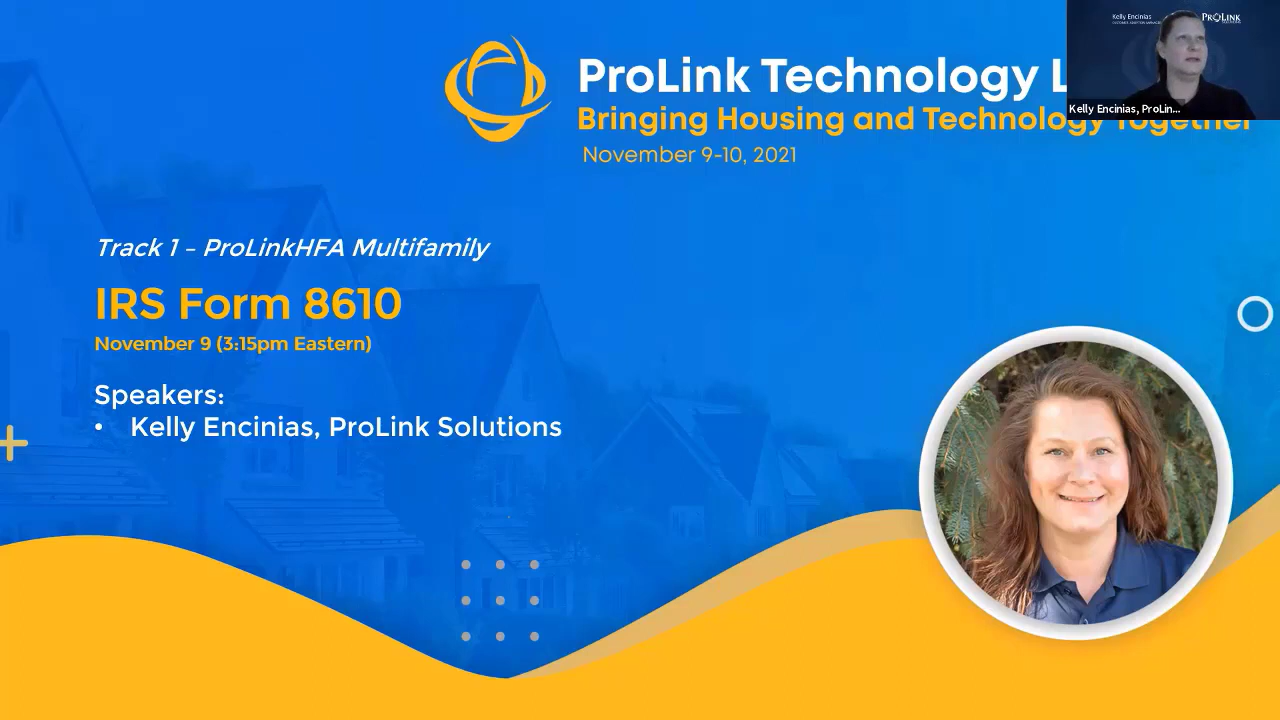 ProLink Technology L
Bringing Housing and Technology Together
November 9-10, 2021
Kelly Encinias
PROLINK
Kelly Encinias, ProLin...
Track 1 – ProLinkHFA Multifamily
IRS Form 8610
November 9 (3:15pm Eastern)
Speakers:
• Kelly Encinias, ProLink Solutions